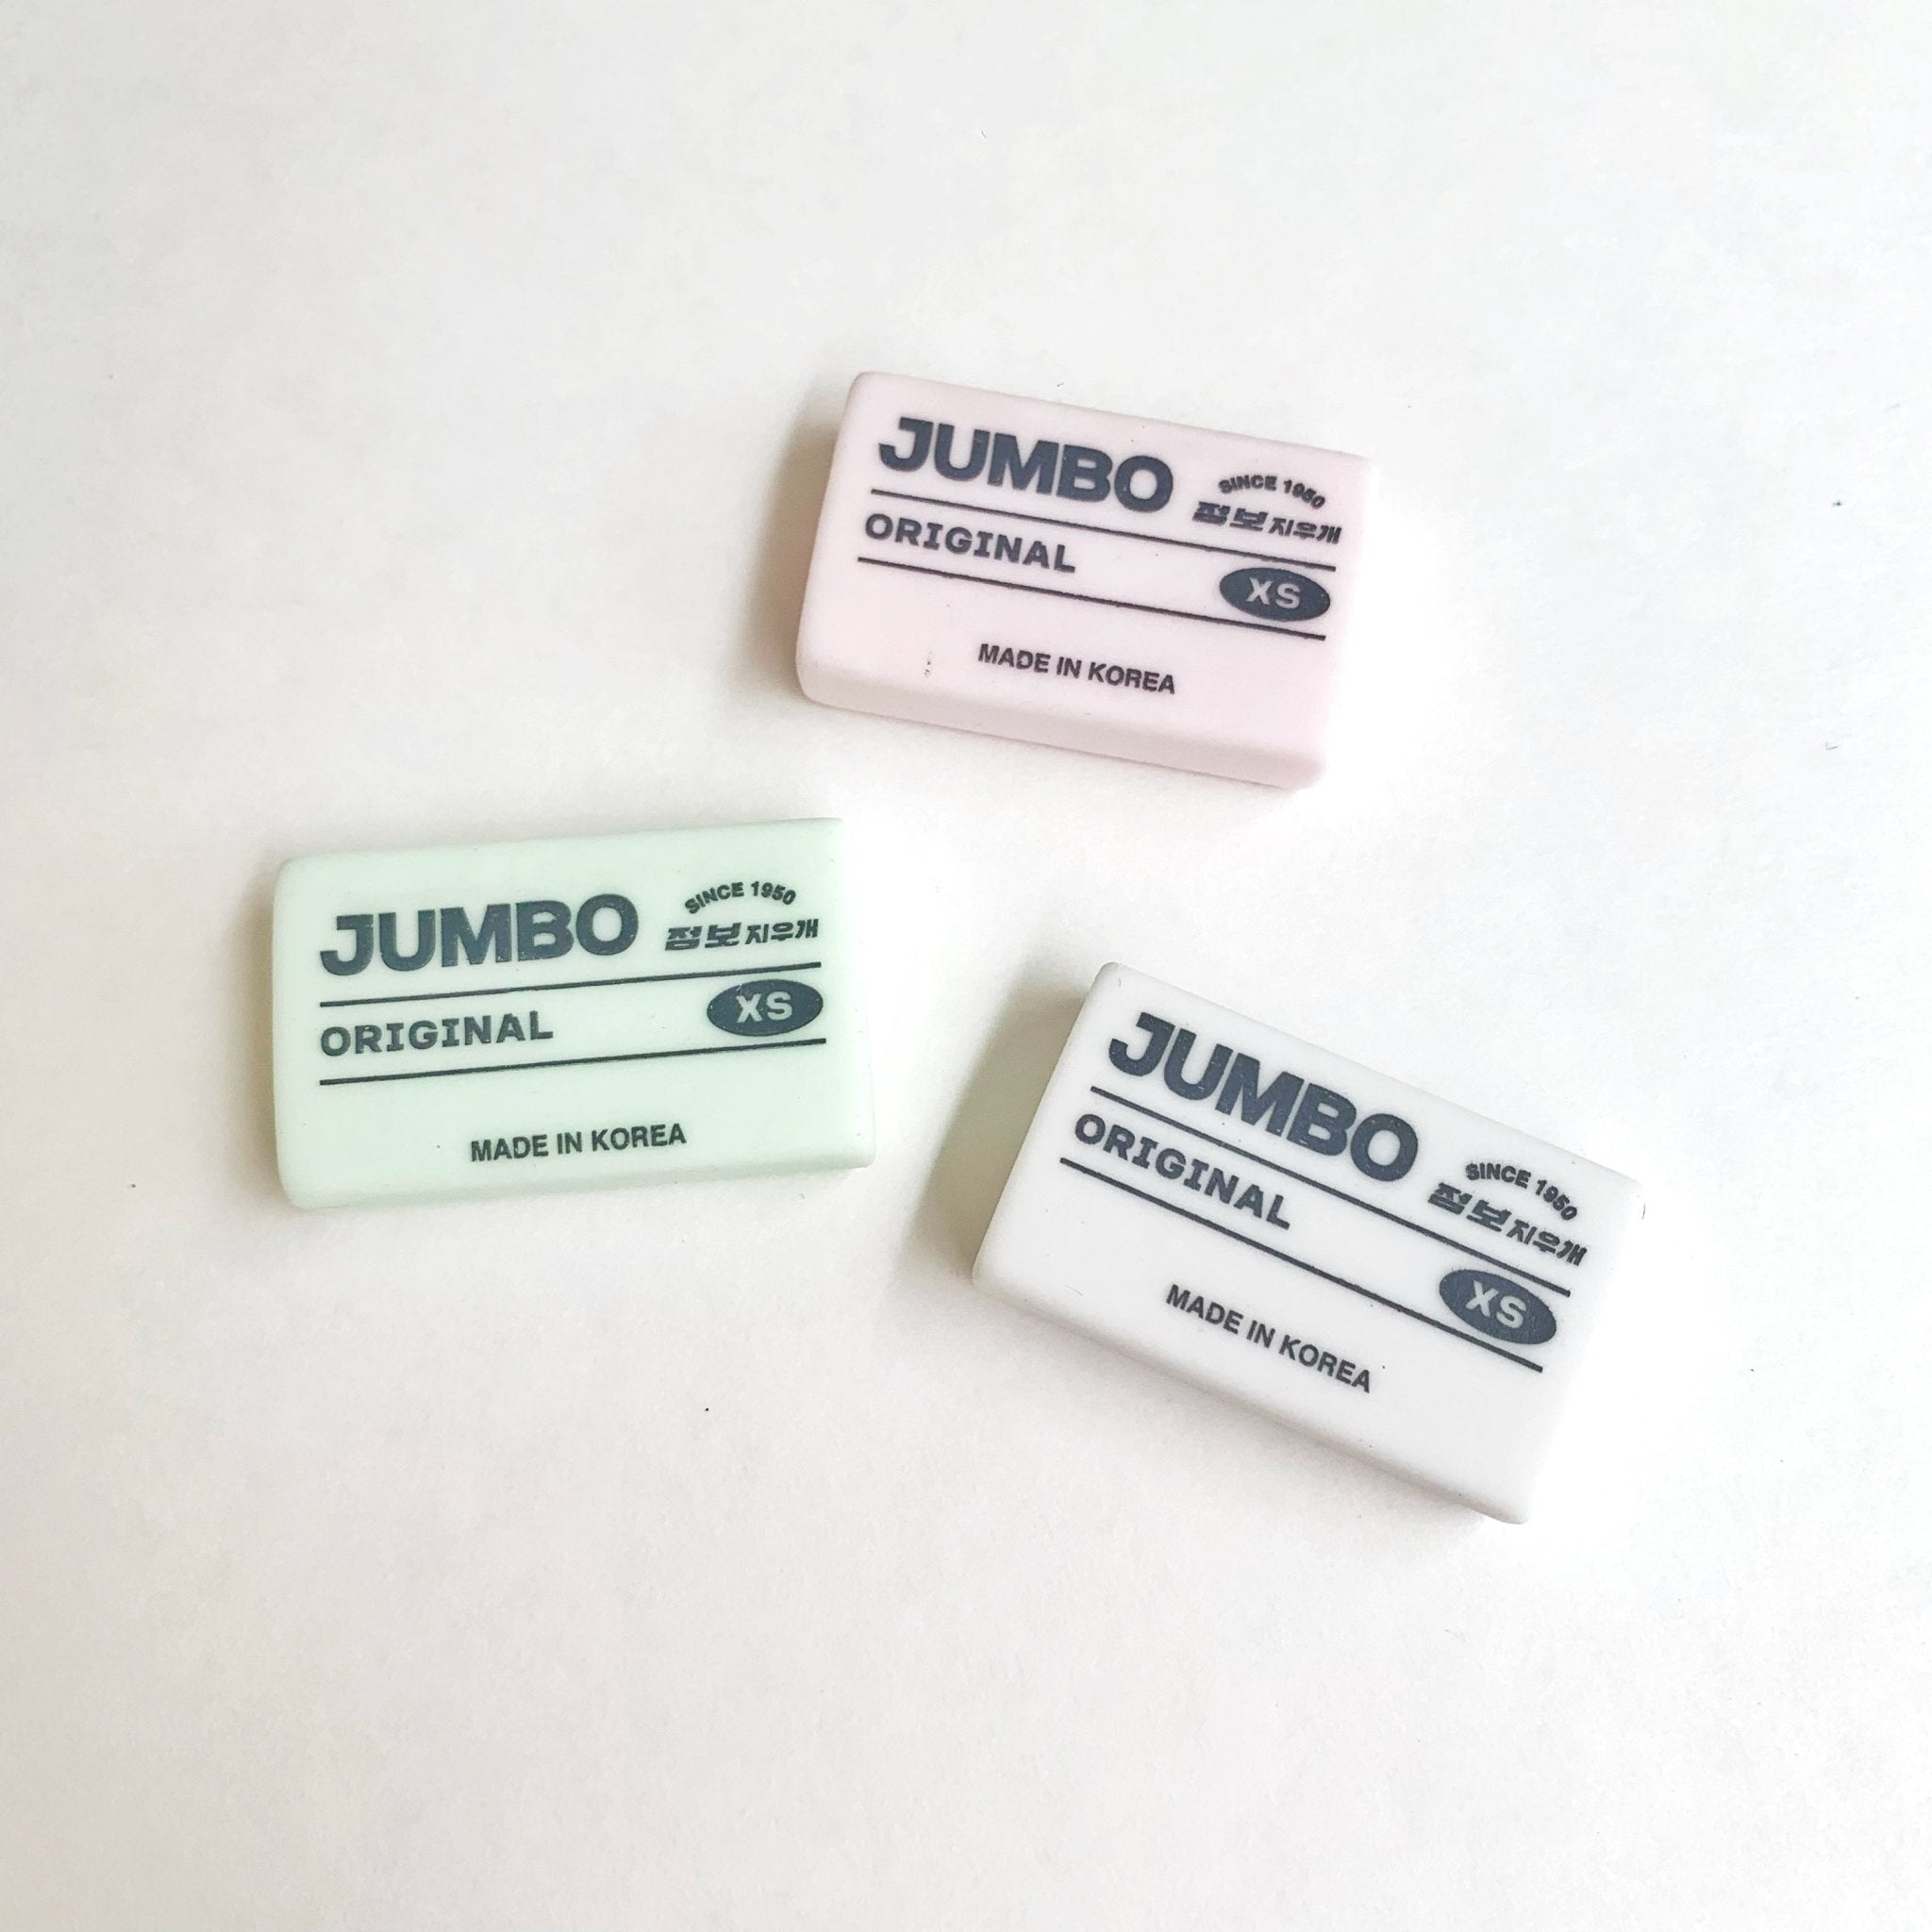 JUMBO
SINCE 1950
점보 지우개
ORIGINAL
XS
MADE IN KOREA
JUMBO
SINCE 1950
점보 지우개
ORIGINAL
XS
MADE IN KOREA
JUMBO
SINCE 1950
점보 지우개
ORIGINAL
XS
MADE IN KOREA